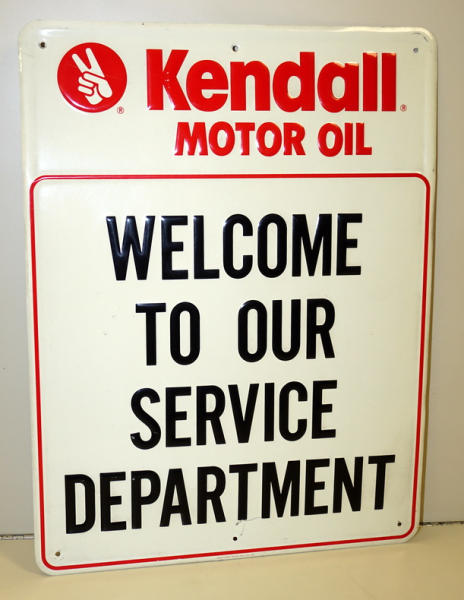 Kendall®
MOTOR OIL
WELCOME
TO OUR
SERVICE
DEPARTMENT